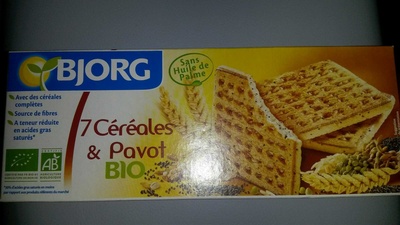 BJORG
Sans
Huile de
Palme
Avec des céréales
complètes
Source de fibres
A teneur réduite
en acides gras
saturés*
7 Céréales
& Pavot
BIO
AB